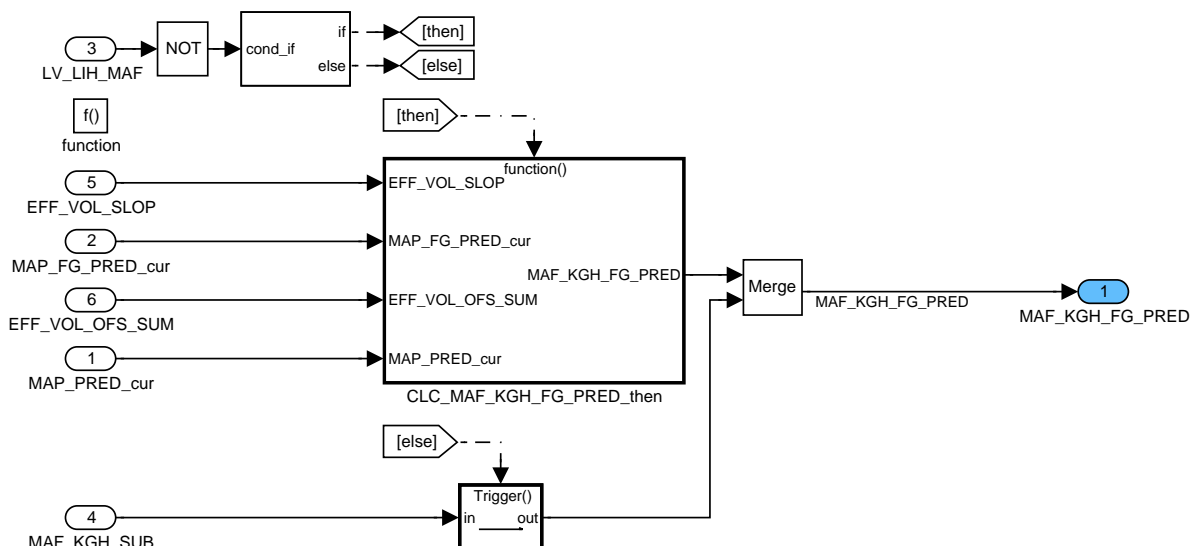 3
LV_LIH_MAF
NOT
cond_if
if
else
[then]
[else]
f()
function
[then]
function()
5
EFF_VOL_SLOP
EFF_VOL_SLOP
2
MAP_FG_PRED_cur
MAP_FG_PRED_cur
6
EFF_VOL_OFS_SUM
EFF_VOL_OFS_SUM
1
MAP_PRED_cur
MAP_PRED_cur
MAF_KGH_FG_PRED
CLC_MAF_KGH_FG_PRED_then
Merge
MAF_KGH_FG_PRED
1
MAF_KGH_FG_PRED
[else]
Trigger()
in
out
4
MAF_KGH_SUB